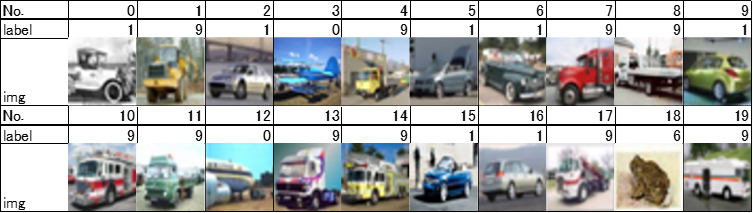 No. 0 1 2 3 4 5 6 7 8 9
label 1 9 1 0 9 1 1 9 9 1
img
No. 10 11 12 13 14 15 16 17 18 19
label 9 9 0 9 9 1 1 9 6 9
img